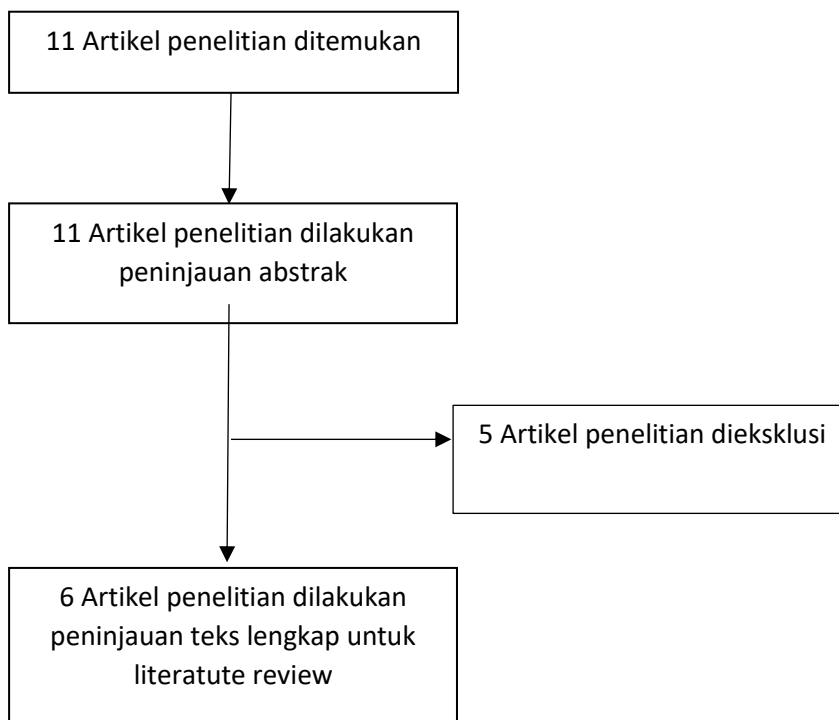 11 Artikel penelitian ditemukan
11 Artikel penelitian dilakukan
peninjauan abstrak
5 Artikel penelitian dieksklusi
6 Artikel penelitian dilakukan
peninjauan teks lengkap untuk
literatute review